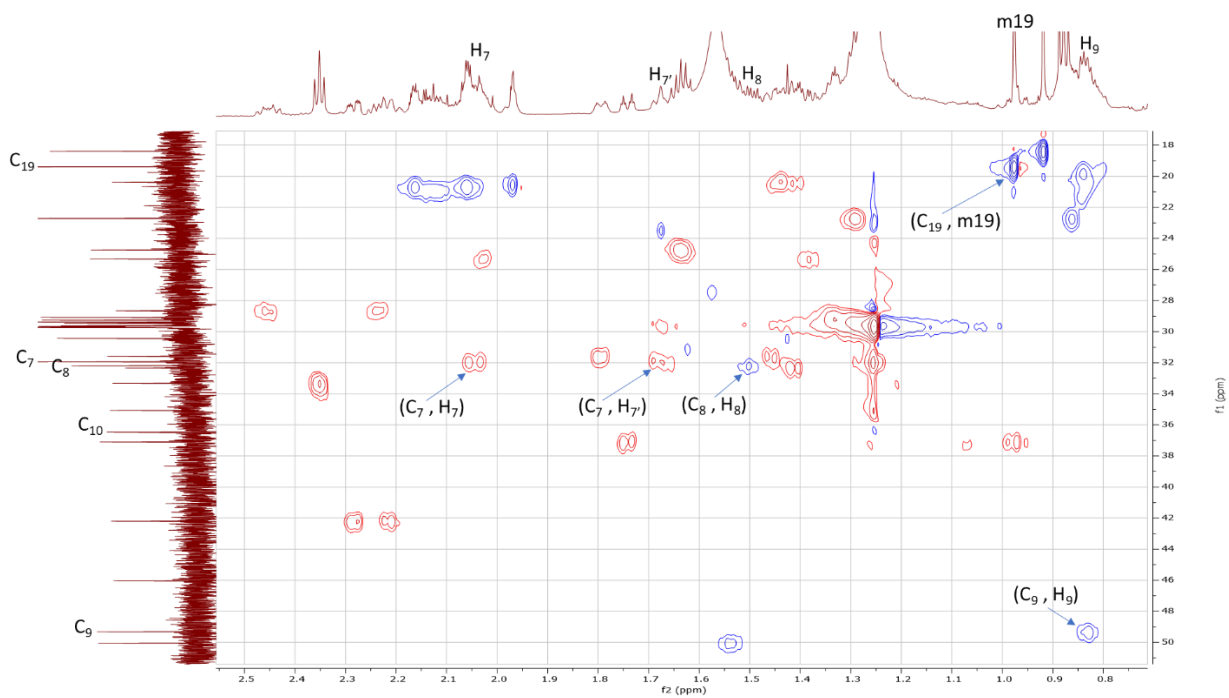 m19
H₇
H₇'
H₈
H₉
C₁₉
C₇
C₈
C₁₀
C₉
(C₁₉ , m19)
(C₇ , H₇)
(C₇ , H₇')
(C₈ , H₈)
(C₉ , H₉)
18
20
22
24
26
28
30
32
34
36
38
40
42
44
46
48
50
f1 (ppm)
2.5 2.4 2.3 2.2 2.1 2.0 1.9 1.8 1.7 1.6 1.5 1.4 1.3 1.2 1.1 1.0 0.9 0.8
f2 (ppm)